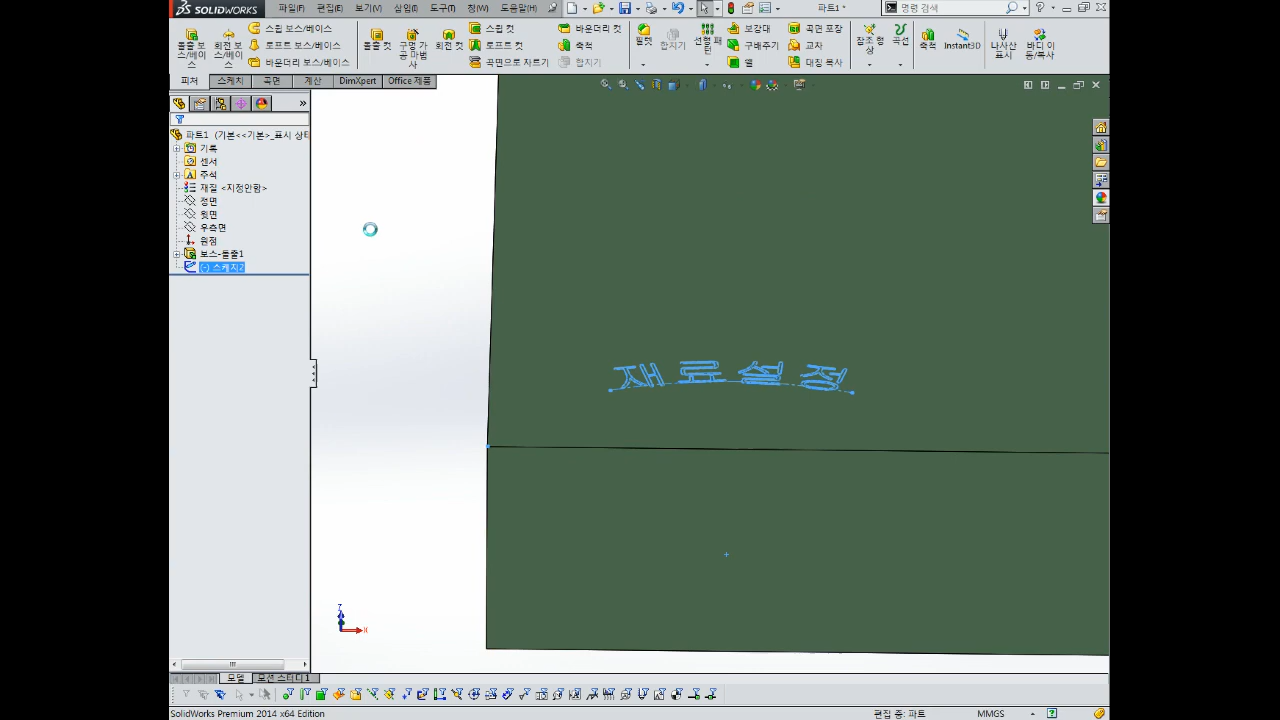 SOLIDWORKS 파일(F) 편집(E) 보기(V) 삽입(I) 도구(T) 창(W) 도움말(H) 파트1 * 명령 검색
돌출 보스/베이스
회전 보스/베이스
스윕 보스/베이스
로프트 보스/베이스
바운더리 보스/베이스
돌출 컷
구멍 가공 마법사
회전 컷
스윕 컷
로프트 컷
곡면으로 자르기
바운더리 컷
축척
합치기
필렛
합치기
선형 패턴
보강대
구배주기
쉘
곡면 포장
교차
대칭 복사
참조 형상
곡선
축척
Instant3D
나사산 표시
바디 이동/복사
피처 스케치 곡면 계산 DimXpert Office 제품
파트1 (기본<<기본>_표시 상태
기록
센서
주석
재질 <지정안함>
정면
윗면
우측면
원점
보스-돌출1
(-) 스케치2
재료설정
Z
X
모델 모션 스터디 1
SolidWorks Premium 2014 x64 Edition 편집 중: 파트 MMGS